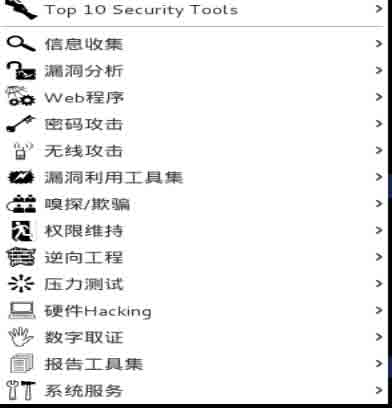 Top 10 Security Tools
信息收集
漏洞分析
Web程序
密码攻击
无线攻击
漏洞利用工具集
嗅探/欺骗
权限维持
逆向工程
压力测试
硬件Hacking
数字取证
报告工具集
系统服务